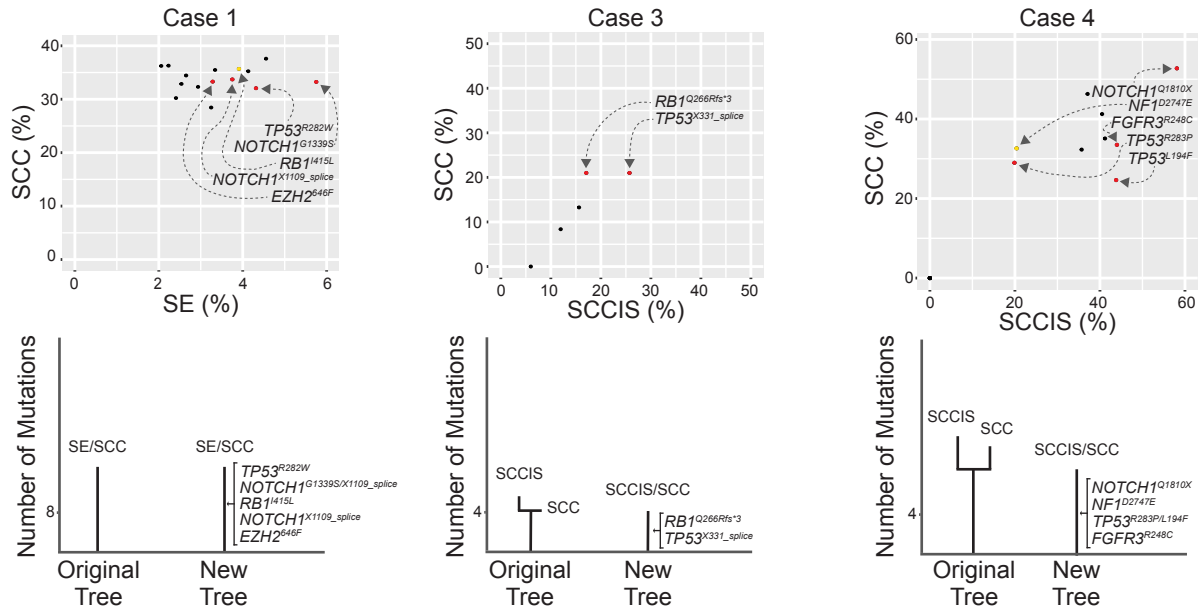 Case 1
SCC (%)
40
30
20
10
0
TP53R282W
NOTCH1G1339S
RB1I415L
NOTCH1X1109_splice
EZH2646F
0
2
4
6
SE (%)
Case 3
SCC (%)
50
40
30
20
10
0
RB1Q266Rfs*3
TP53X331_splice
0
10
20
30
40
50
SCCIS (%)
Case 4
SCC (%)
60
40
20
0
NOTCH1Q1810X
NF1D2747E
FGFR3R248C
TP53R283P
TP53L194F
0
20
40
60
SCCIS (%)
Number of Mutations
8
SE/SCC
SE/SCC
TP53R282W
NOTCH1G1339S/X1109_splice
RB1I415L
NOTCH1X1109_splice
EZH2646F
Original
Tree
New
Tree
Number of Mutations
4
SCCIS
SCC
SCCIS/SCC
RB1Q266Rfs*3
TP53X331_splice
Original
Tree
New
Tree
Number of Mutations
4
SCCIS
SCC
SCCIS/SCC
NOTCH1Q1810X
NF1D2747E
TP53R283P/L194F
FGFR3R248C
Original
Tree
New
Tree